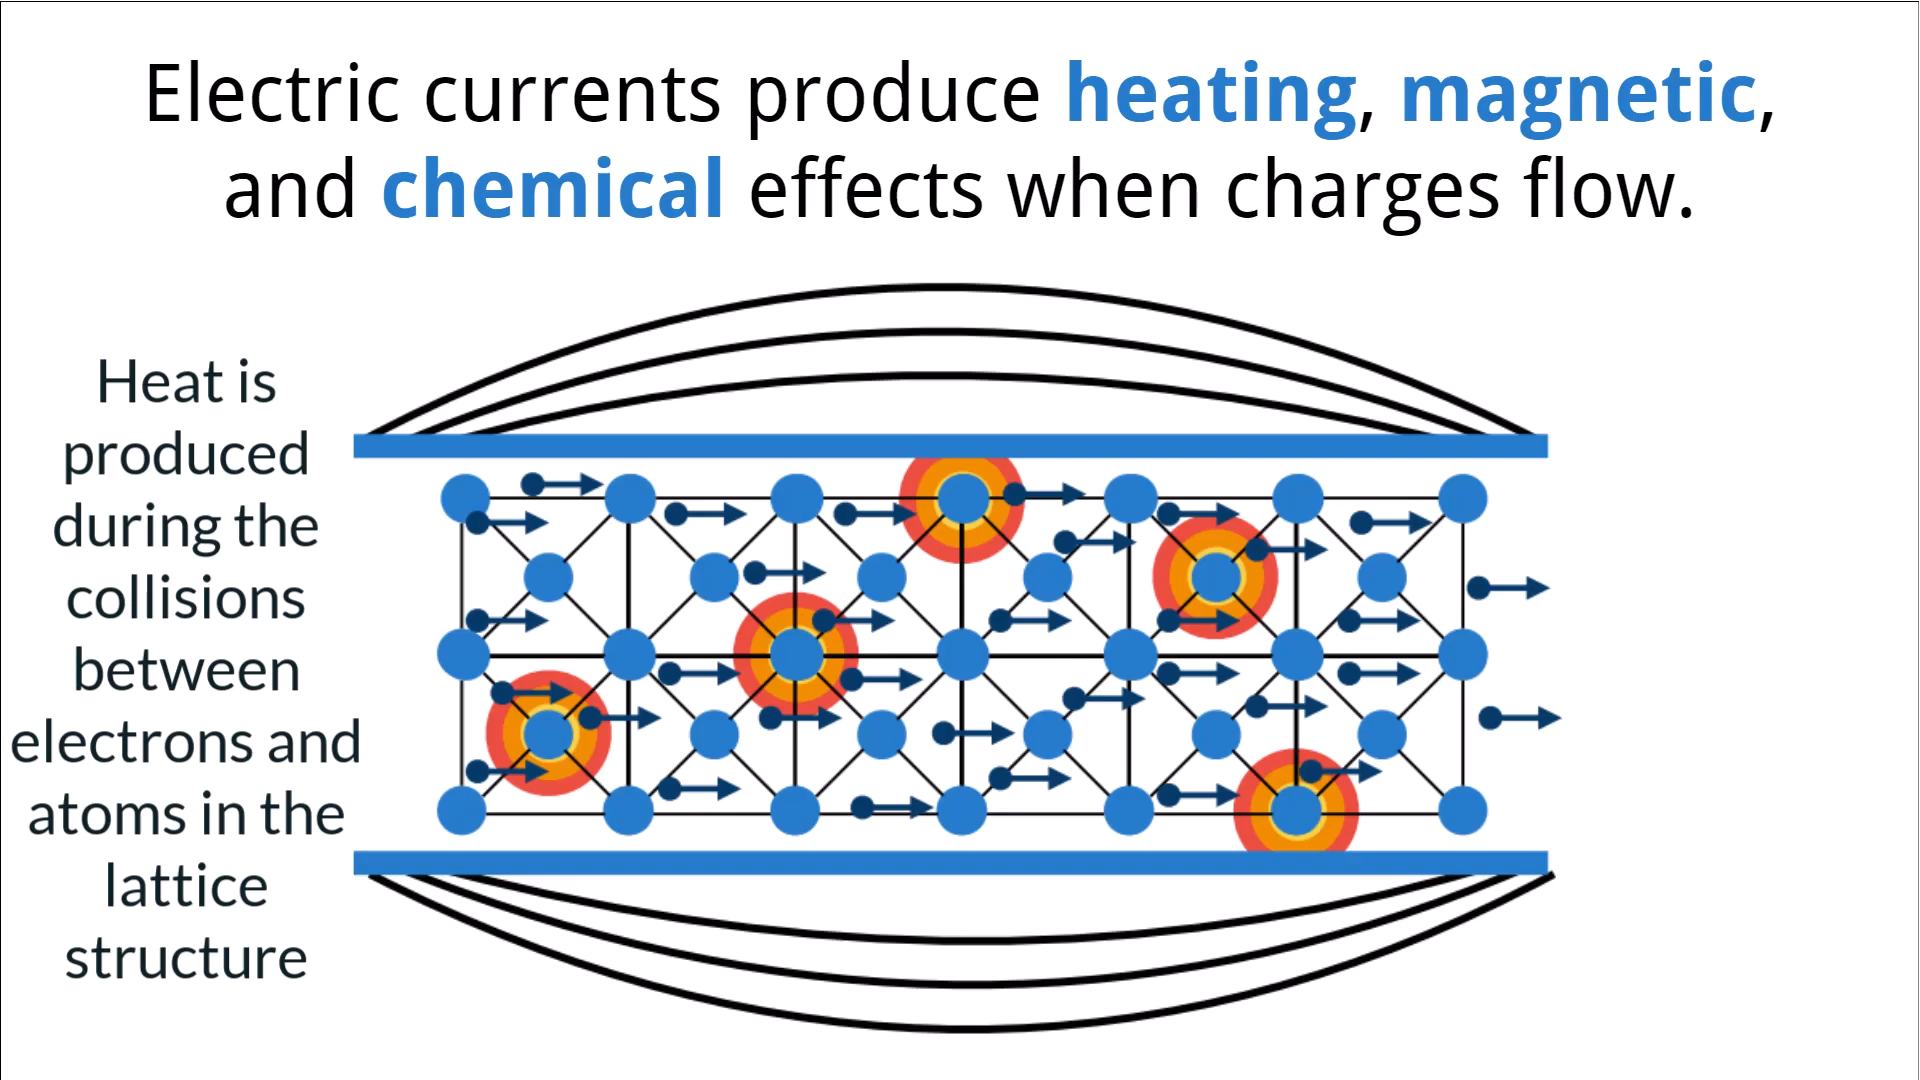 Electric currents produce heating, magnetic,
and chemical effects when charges flow.
Heat is
produced
during the
collisions
between
electrons and
atoms in the
lattice
structure